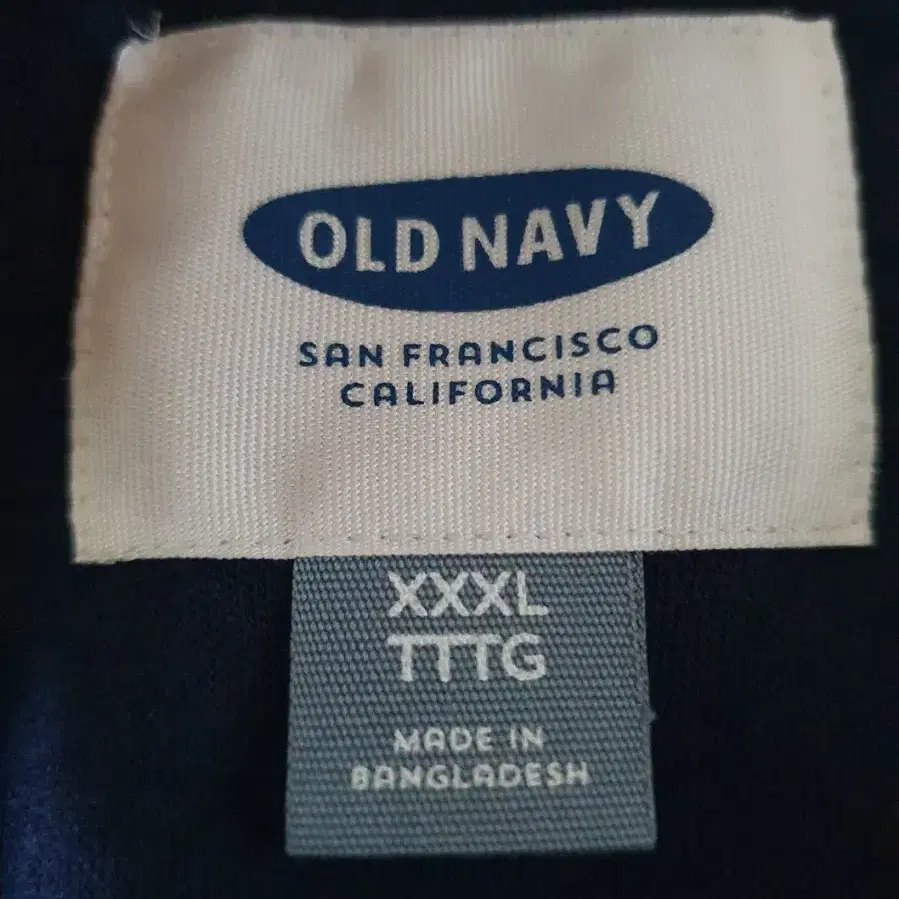 OLD NAVY
SAN FRANCISCO
CALIFORNIA
XXXL
TTTG
MADE IN
BANGLADESH